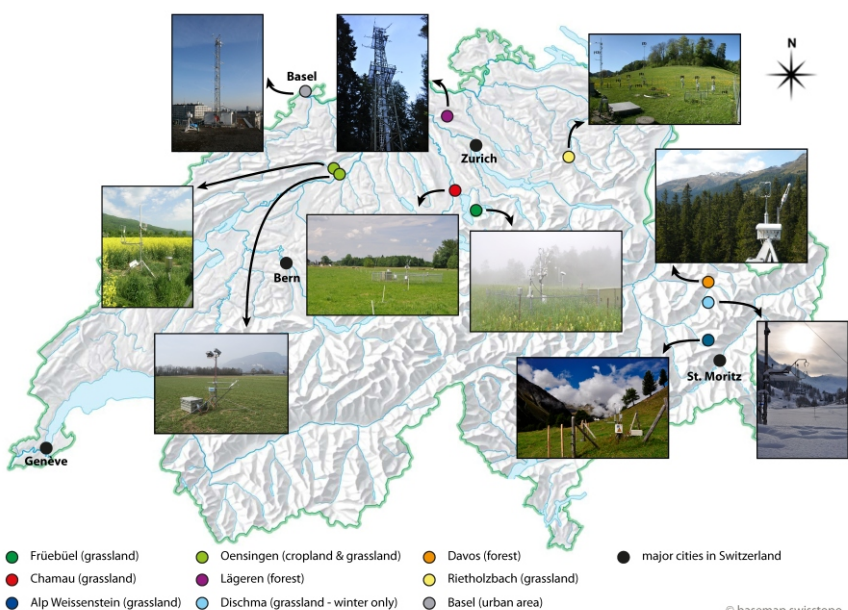 N
Basel
Zurich
Bern
St. Moritz
Genève
Früebüel (grassland)
Oensingen (cropland & grassland)
Davos (forest)
major cities in Switzerland
Chamau (grassland)
Lägeren (forest)
Rietholzbach (grassland)
Alp Weissenstein (grassland)
Dischma (grassland - winter only)
Basel (urban area)
© basemap swisstopo